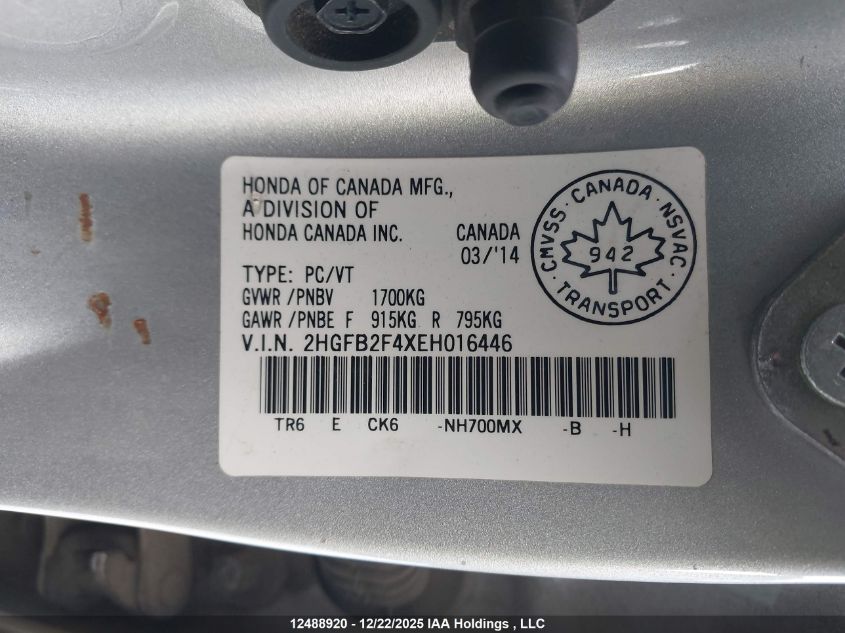 HONDA OF CANADA MFG.,
A DIVISION OF
HONDA CANADA INC. CANADA
03/'14
TYPE: PC/VT
GVWR /PNBV 1700KG
GAWR /PNBE F 915KG R 795KG
V.I.N. 2HGFB2F4XEH016446
TR6 E CK6 -NH700MX -B -H
CMVSS · CANADA · NSVAC
942
· TRANSPORT ·
12488920 - 12/22/2025 IAA Holdings , LLC